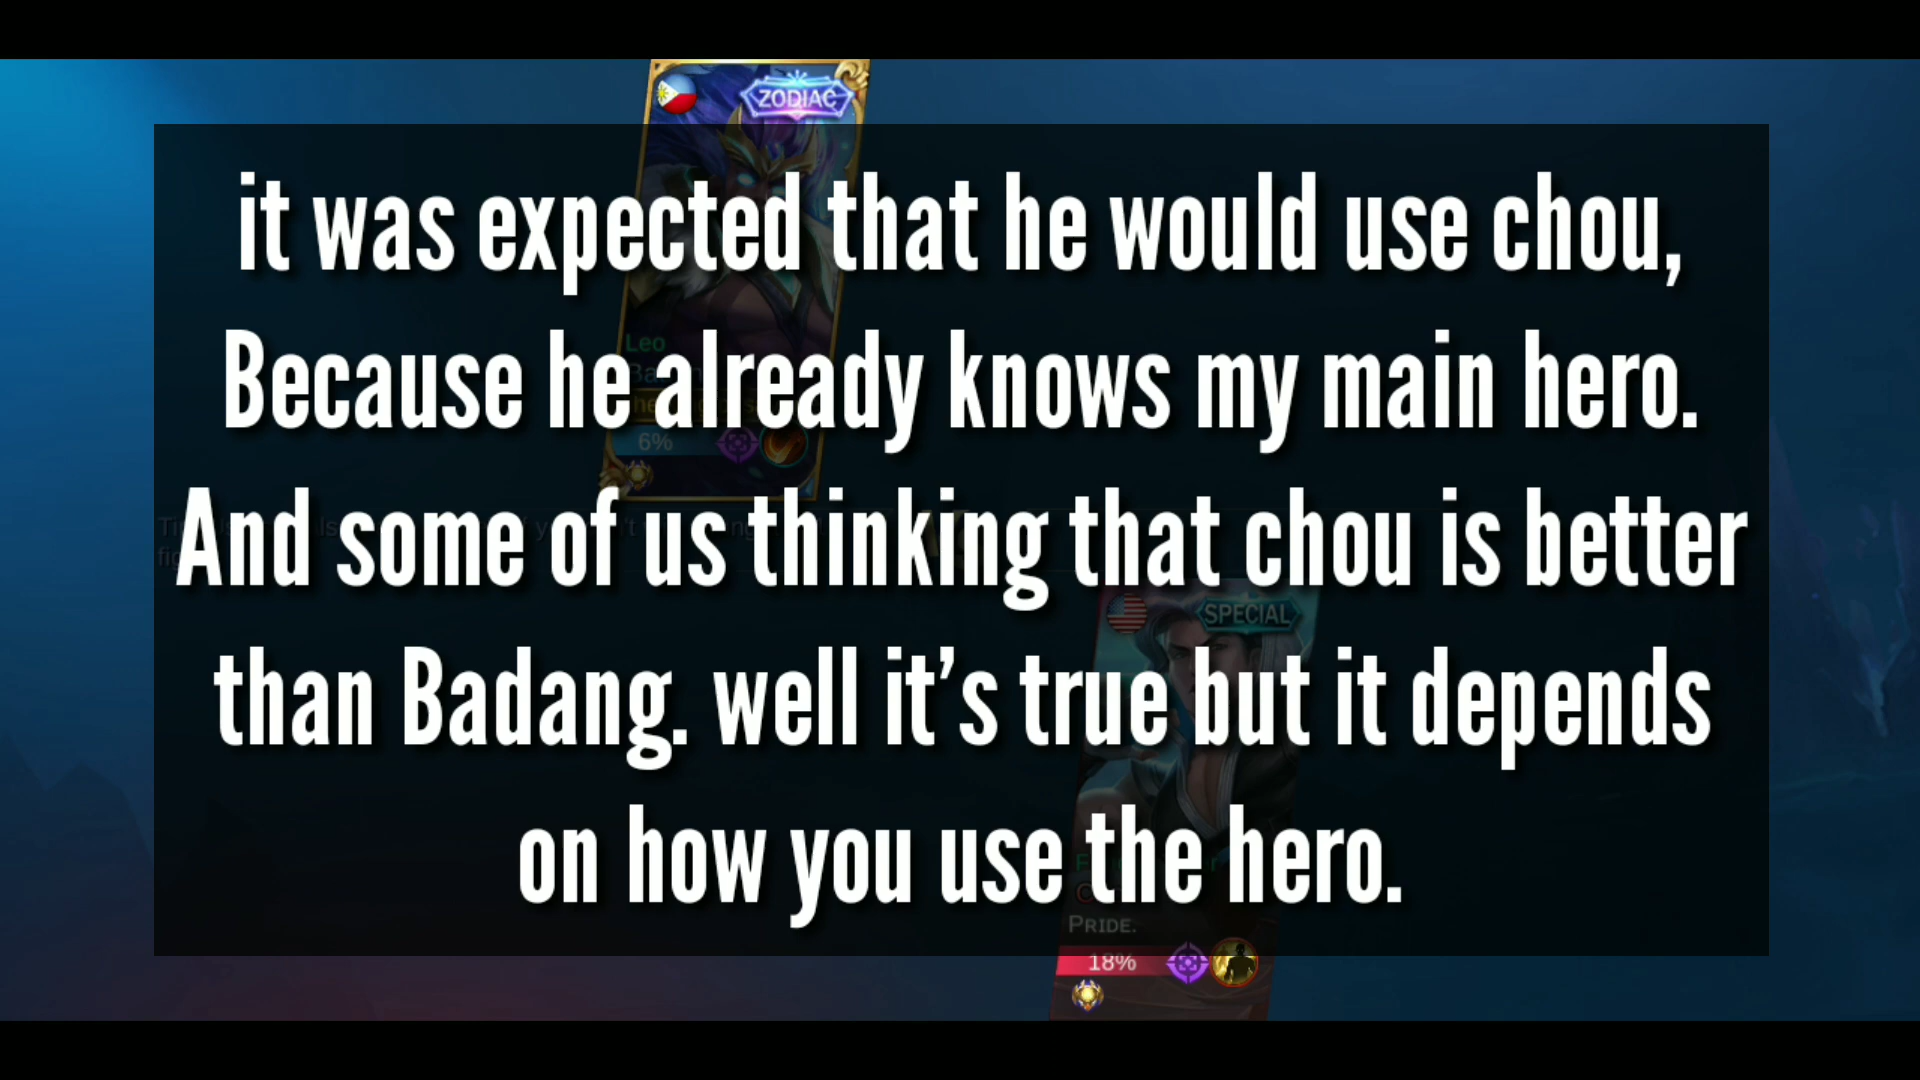 ZODIAC
it was expected that he would use chou,
Because he already knows my main hero.
And some of us thinking that chou is better
than Badang. well it's true but it depends
on how you use the hero.
Leo
6%
SPECIAL
PRIDE.
18%